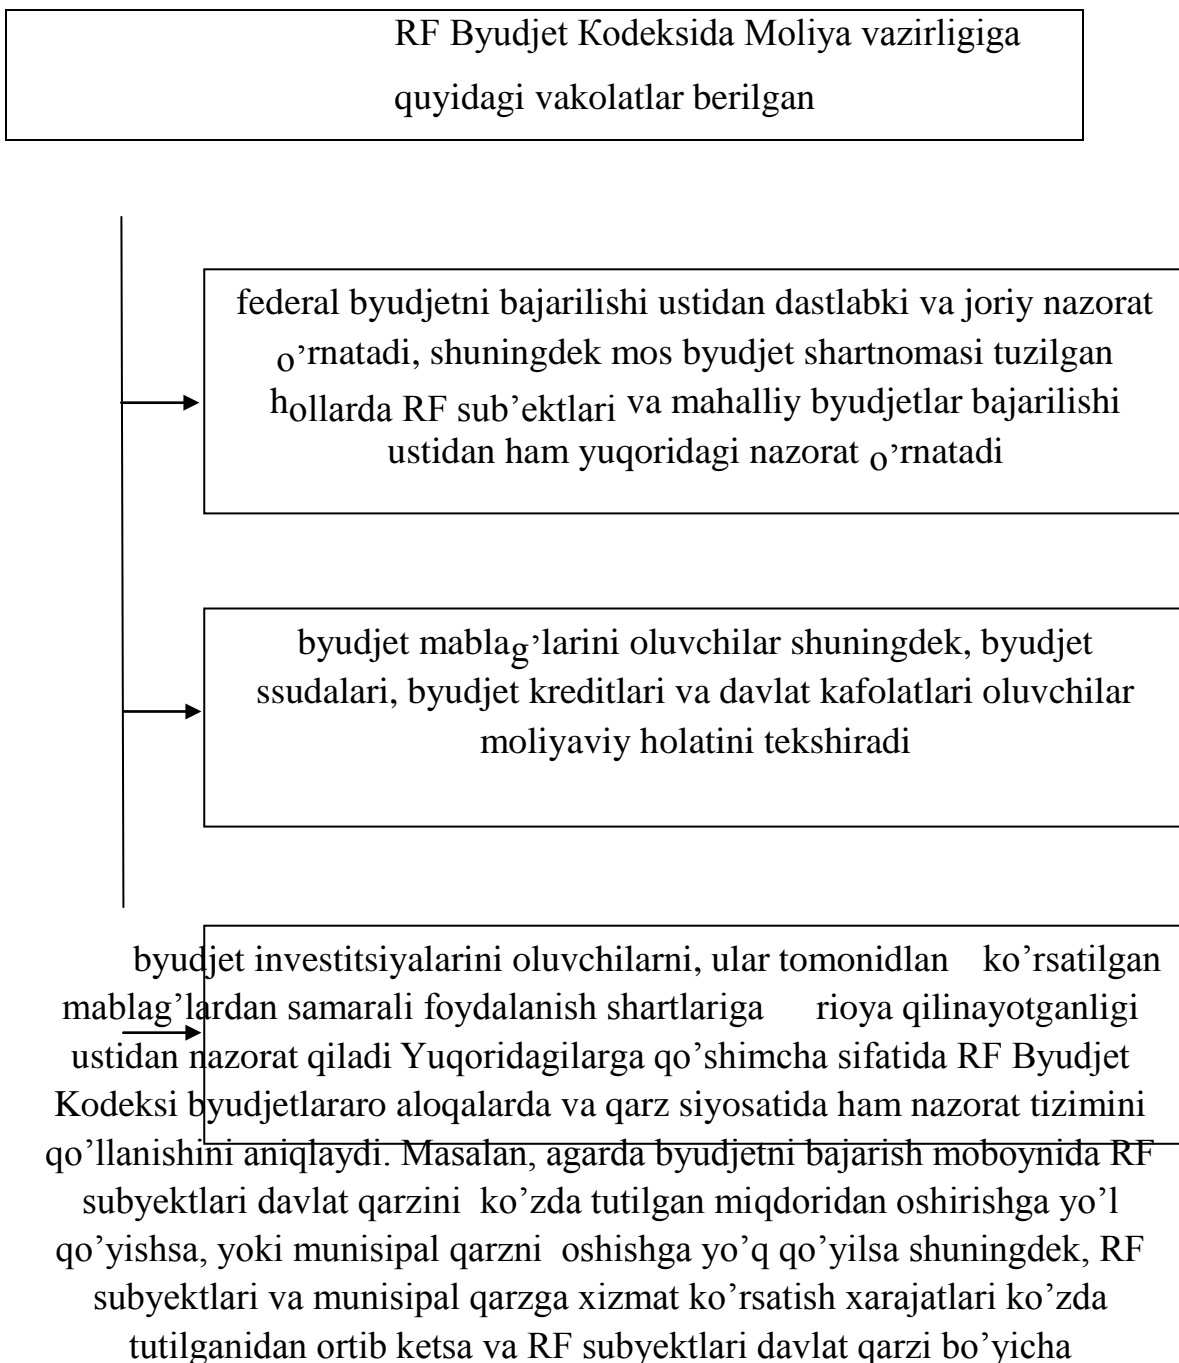 RF Byudjet Kodeksida Moliya vazirligiga
quyidagi vakolatlar berilgan
federal byudjetni bajarilishi ustidan dastlabki va joriy nazorat
o’rnatadi, shuningdek mos byudjet shartnomasi tuzilgan
hollarda RF sub’ektlari va mahalliy byudjetlar bajarilishi
ustidan ham yuqoridagi nazorat o’rnatadi
byudjet mablag’larini oluvchilar shuningdek, byudjet
ssudalari, byudjet kreditlari va davlat kafolatlari oluvchilar
moliyaviy holatini tekshiradi
byudjet investitsiyalarini oluvchilarni, ular tomonidlan ko’rsatilgan
mablag’lardan samarali foydalanish shartlariga rioya qilinayotganligi
ustidan nazorat qiladi Yuqoridagilarga qo’shimcha sifatida RF Byudjet
Kodeksi byudjetlararo aloqalarda va qarz siyosatida ham nazorat tizimini
qo’llanishini aniqlaydi. Masalan, agarda byudjetni bajarish moboynida RF
subyektlari davlat qarzini ko’zda tutilgan miqdoridan oshirishga yo’l
qo’yishsa, yoki munisipal qarzni oshishga yo’q qo’yilsa shuningdek, RF
subyektlari va munisipal qarzga xizmat ko’rsatish xarajatlari ko’zda
tutilganidan ortib ketsa va RF subyektlari davlat qarzi bo’yicha